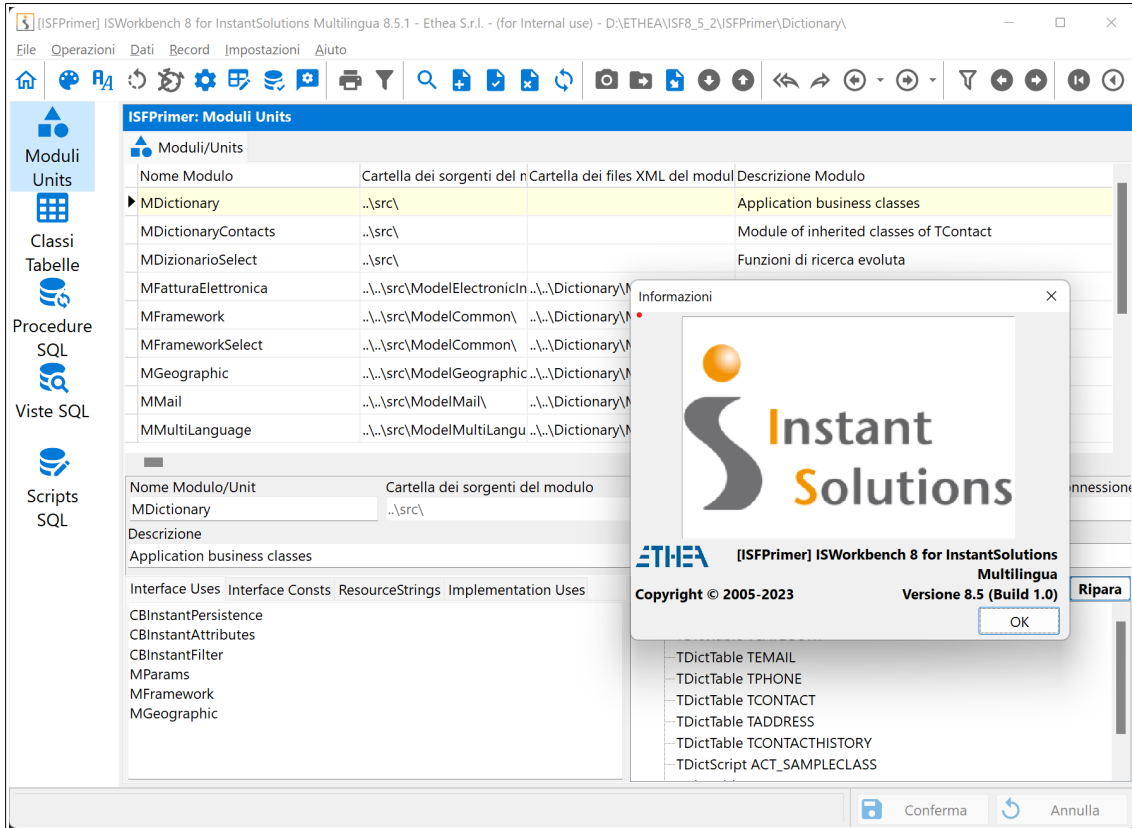 [ISFPrimer] ISWorkbench 8 for InstantSolutions Multilingua 8.5.1 - Ethea S.r.l. - (for Internal use) - D:\ETHEA\ISF8_5_2\ISFPrimer\Dictionary\
File Operazioni Dati Record Impostazioni Aiuto
Moduli
Units
Classi
Tabelle
Procedure
SQL
Viste SQL
Scripts
SQL
ISFPrimer: Moduli Units
Moduli/Units
Nome Modulo Cartella dei sorgenti del m Cartella dei files XML del modul Descrizione Modulo
MDictionary ..\src\ Application business classes
MDictionaryContacts ..\src\ Module of inherited classes of TContact
MDizionarioSelect ..\src\ Funzioni di ricerca evoluta
MFatturaElettronica ..\..\src\ModelElectronicIn ..\..\Dictionary\M
MFramework ..\..\src\ModelCommon\ ..\..\Dictionary\M
MFrameworkSelect ..\..\src\ModelCommon\ ..\..\Dictionary\M
MGeographic ..\..\src\ModelGeographic ..\..\Dictionary\M
MMail ..\..\src\ModelMail\ ..\..\Dictionary\M
MMultiLanguage ..\..\src\ModelMultiLangu ..\..\Dictionary\M
Nome Modulo/Unit Cartella dei sorgenti del modulo onnessione
MDictionary ..\src\
Descrizione
Application business classes
Interface Uses Interface Consts ResourceStrings Implementation Uses
CBInstantPersistence
CBInstantAttributes
CBInstantFilter
MParams
MFramework
MGeographic
Ripara
TDictTable TEMAIL
TDictTable TPHONE
TDictTable TCONTACT
TDictTable TADDRESS
TDictTable TCONTACTHISTORY
TDictScript ACT_SAMPLECLASS
Informazioni
Instant
Solutions
ETHEA
[ISFPrimer] ISWorkbench 8 for InstantSolutions
Multilingua
Copyright © 2005-2023 Versione 8.5 (Build 1.0)
OK
Conferma Annulla